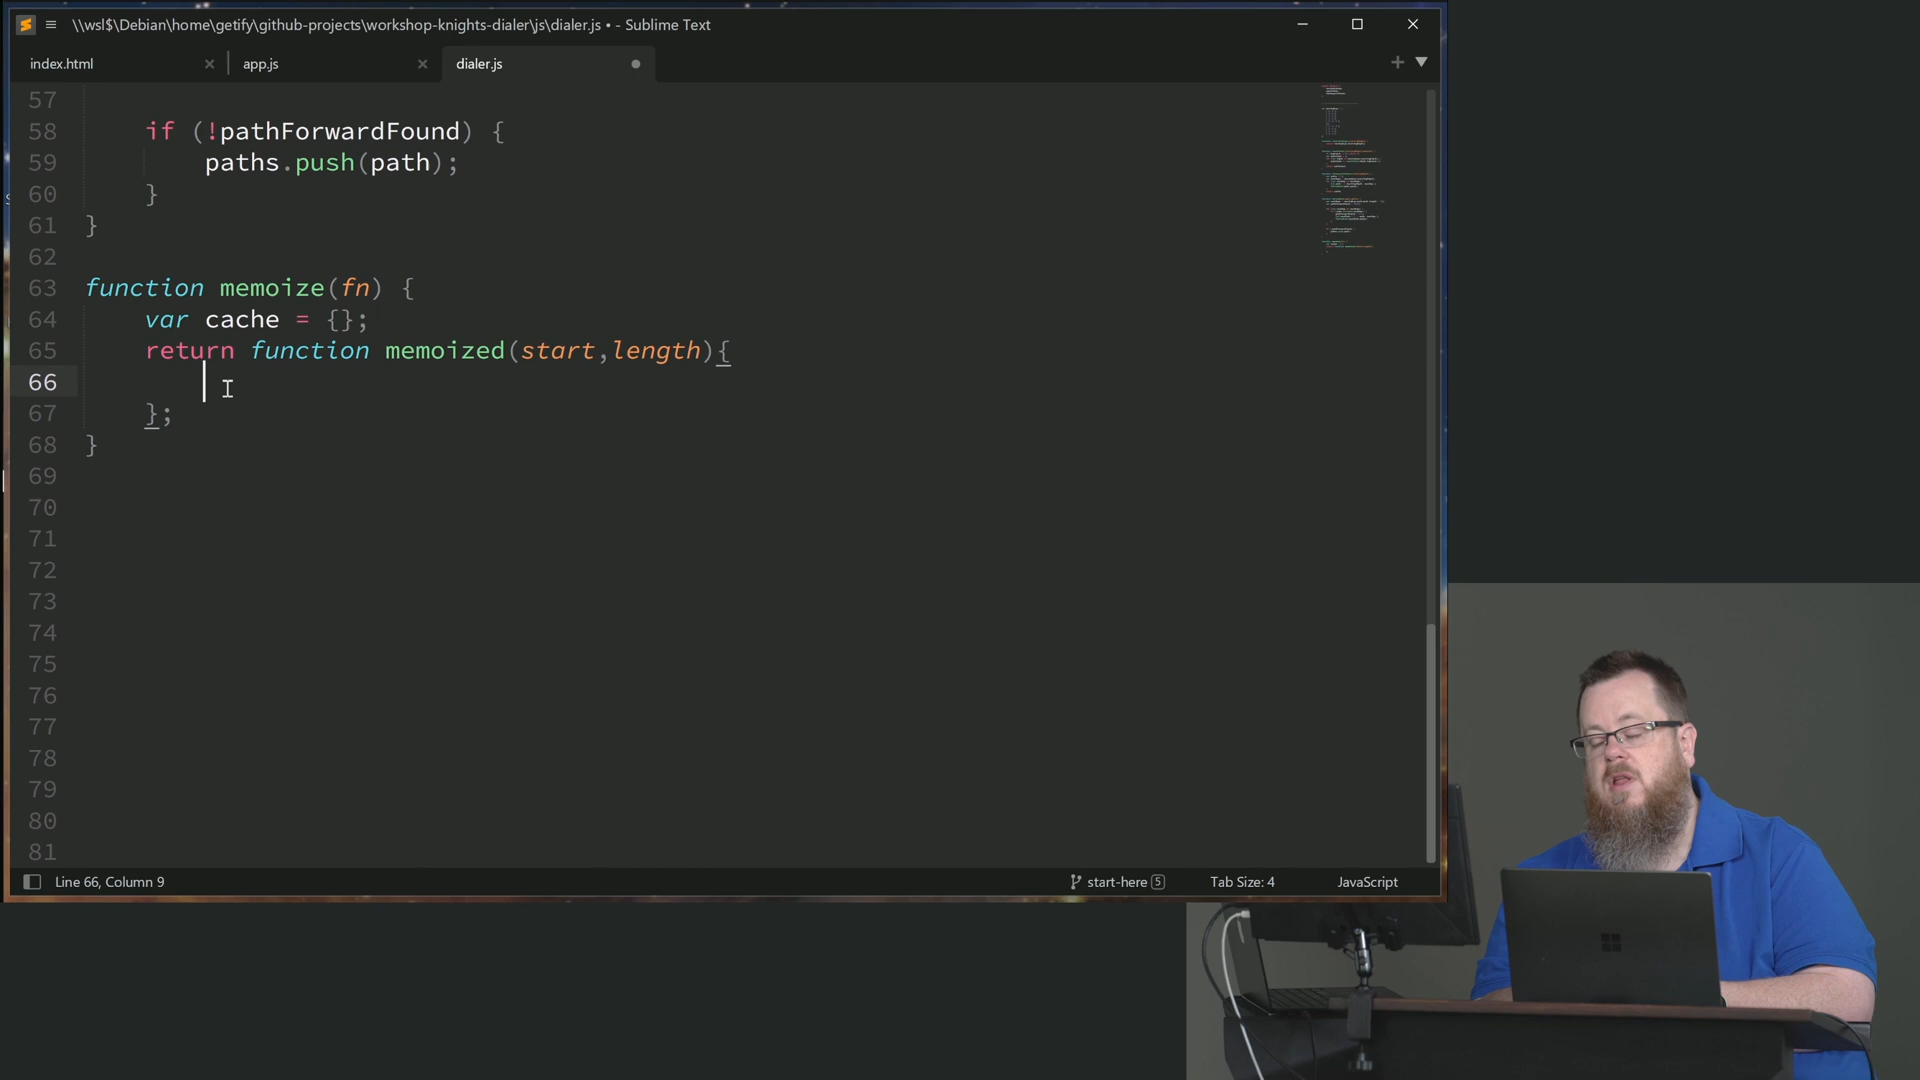 \\wsl$\Debian\home\getify\github-projects\workshop-knights-dialer\js\dialer.js • - Sublime Text
index.html
app.js
dialer.js
57
58 if (!pathForwardFound) {
59 paths.push(path);
60 }
61 }
62
63 function memoize(fn) {
64 var cache = {};
65 return function memoized(start,length){
66
67 };
68 }
69
70
71
72
73
74
75
76
77
78
79
80
81
Line 66, Column 9
start-here 5
Tab Size: 4
JavaScript